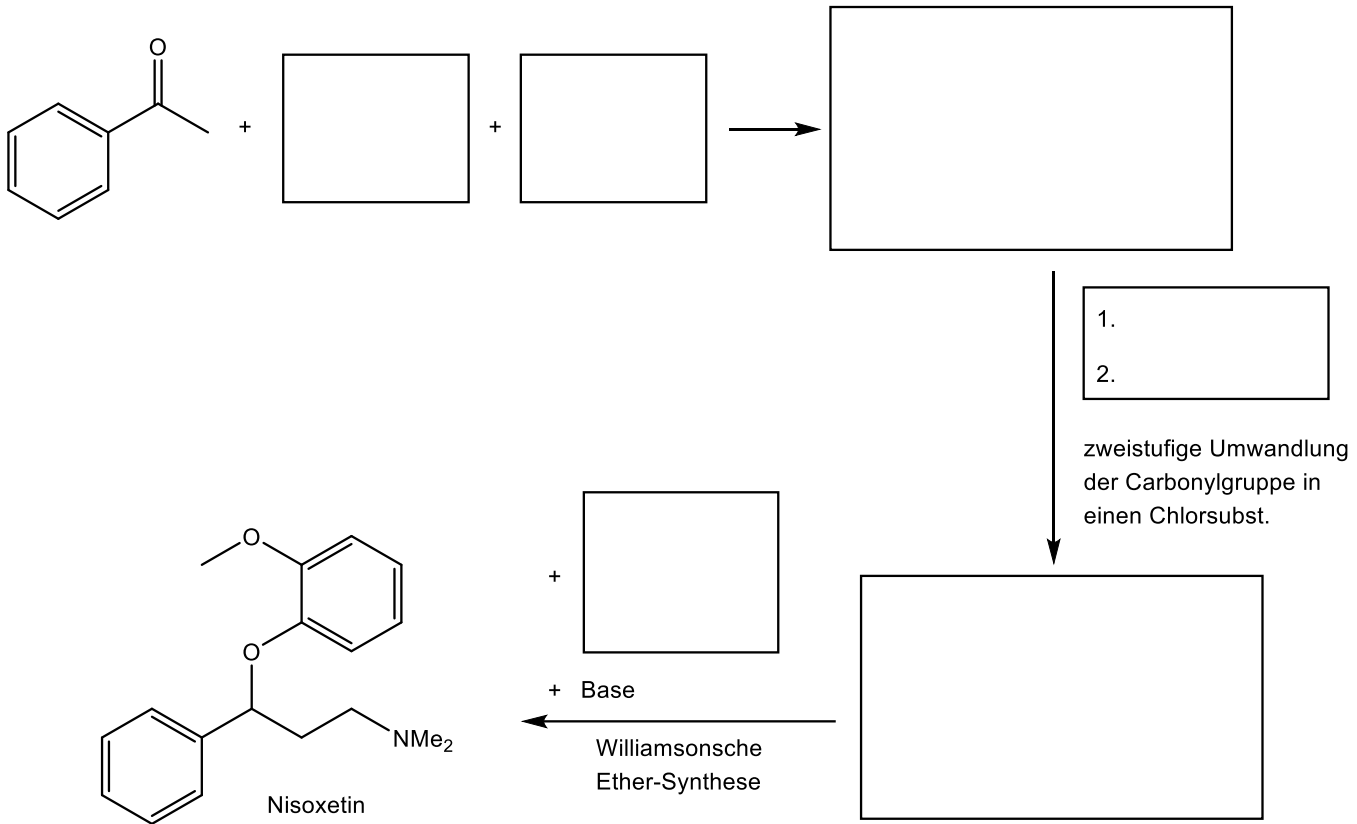 O
+
+
1.
2.
zweistufige Umwandlung
der Carbonylgruppe in
einen Chlorsubst.
+
+ Base
Williamsonsche
Ether-Synthese
O
O
NMe2
Nisoxetin